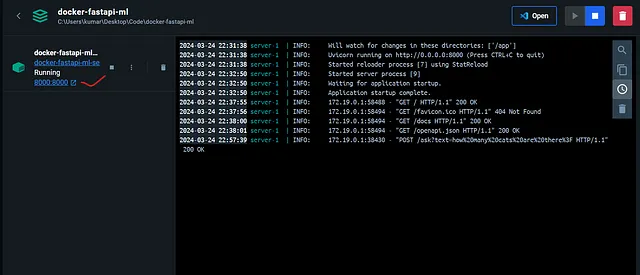 docker-fastapi-ml
C:\Users\kumar\Desktop\Code\docker-fastapi-ml
Open
docker-fastapi-ml...
docker-fastapi-ml-se
Running
8000:8000
2024-03-24 22:31:38 server-1 | INFO: Will watch for changes in these directories: ['/app']
2024-03-24 22:31:38 server-1 | INFO: Uvicorn running on http://0.0.0.0:8000 (Press CTRL+C to quit)
2024-03-24 22:31:38 server-1 | INFO: Started reloader process [7] using StatReload
2024-03-24 22:32:50 server-1 | INFO: Started server process [9]
2024-03-24 22:32:50 server-1 | INFO: Waiting for application startup.
2024-03-24 22:32:50 server-1 | INFO: Application startup complete.
2024-03-24 22:37:55 server-1 | INFO: 172.19.0.1:58488 - "GET / HTTP/1.1" 200 OK
2024-03-24 22:37:56 server-1 | INFO: 172.19.0.1:58494 - "GET /favicon.ico HTTP/1.1" 404 Not Found
2024-03-24 22:38:00 server-1 | INFO: 172.19.0.1:58494 - "GET /docs HTTP/1.1" 200 OK
2024-03-24 22:38:01 server-1 | INFO: 172.19.0.1:58494 - "GET /openapi.json HTTP/1.1" 200 OK
2024-03-24 22:57:39 server-1 | INFO: 172.19.0.1:38430 - "POST /ask?text=how%20many%20cats%20are%20there%3F HTTP/1.1"
200 OK